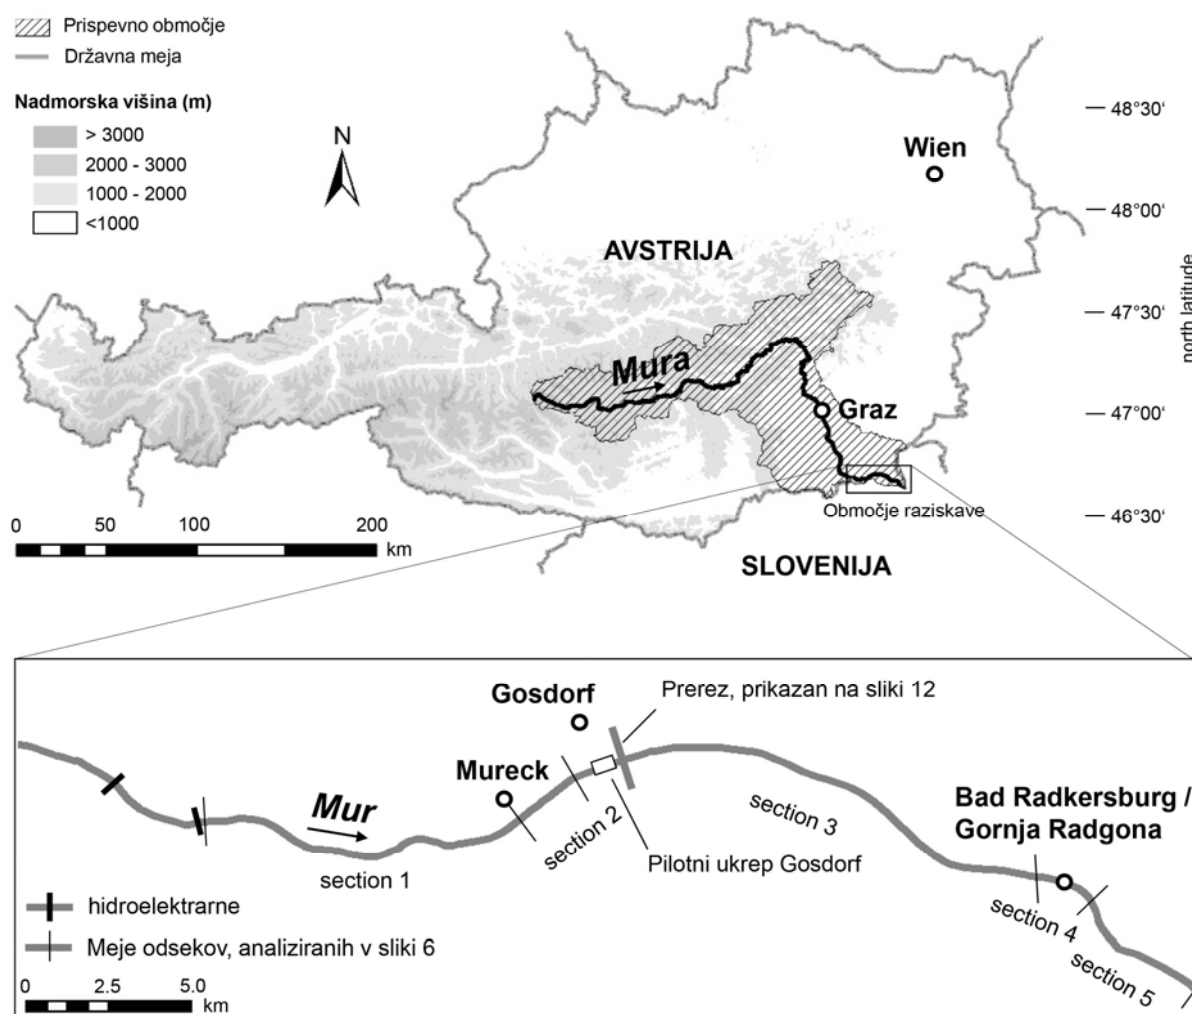 Prispevno območje
Državna meja
Nadmorska višina (m)
> 3000
2000 - 3000
1000 - 2000
<1000
N
Wien
AVSTRIJA
Mura
Graz
Območje raziskave
SLOVENIJA
48°30‘
48°00‘
47°30‘
47°00‘
46°30‘
north latitude
0 50 100 200
km
Gosdorf
Prerez, prikazan na sliki 12
Mureck
Mur
section 1
section 2
section 3
Pilotni ukrep Gosdorf
Bad Radkersburg /
Gornja Radgona
section 4
section 5
hidroelektrarne
Meje odsekov, analiziranih v sliki 6
0 2.5 5.0
km